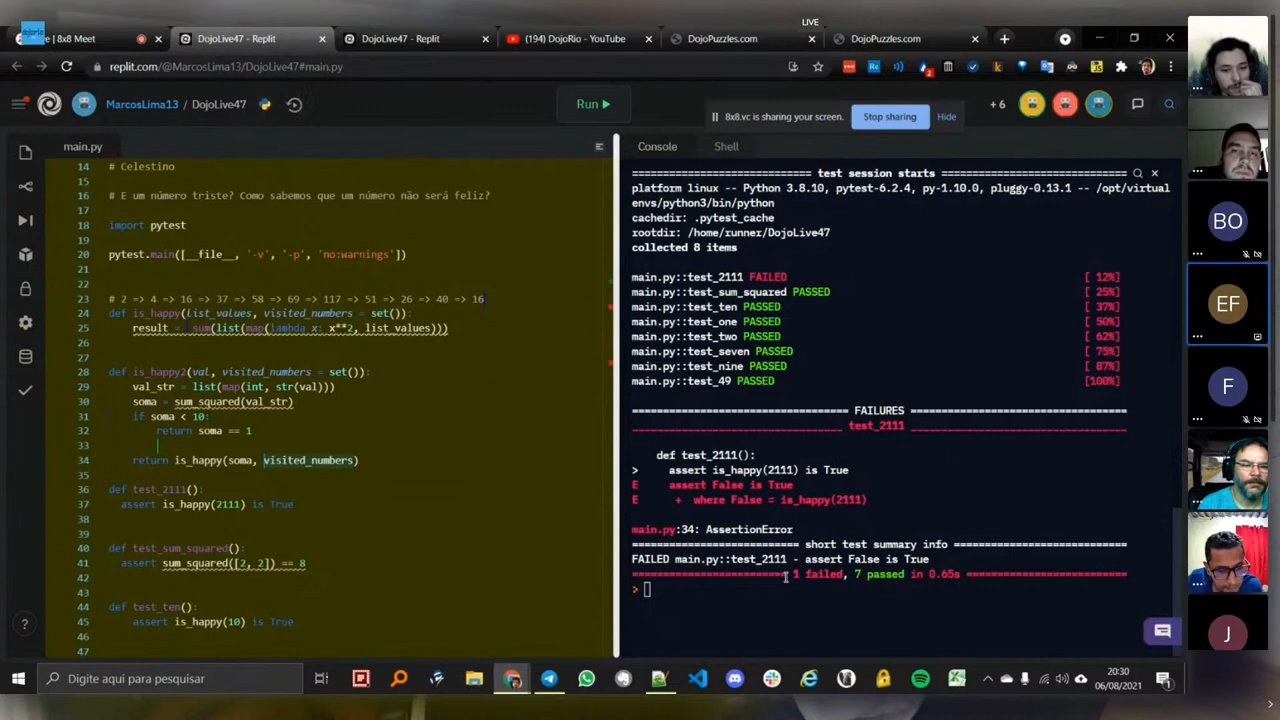 LIVE
dojorio
| 8x8 Meet
DojoLive47 - Replit
DojoLive47 - Replit
(194) DojoRio - YouTube
DojoPuzzles.com
DojoPuzzles.com
replit.com/@MarcosLima13/DojoLive47#main.py
MarcosLima13 / DojoLive47
Run
8x8.vc is sharing your screen.
Stop sharing
Hide
+ 6
main.py
Console
Shell
14 # Celestino
15
16 # E um número triste? Como sabemos que um número não será feliz?
17
18 import pytest
19
20 pytest.main([__file__, '-v', '-p', 'no:warnings'])
21
22
23 # 2 => 4 => 16 => 37 => 58 => 69 => 117 => 51 => 26 => 40 => 16
24 def is_happy(list_values, visited_numbers = set()):
25 result = sum(list(map(lambda x: x**2, list_values)))
26
27
28 def is_happy2(val, visited_numbers = set()):
29 val_str = list(map(int, str(val)))
30 soma = sum_squared(val_str)
31 if soma < 10:
32 return soma == 1
33
34 return is_happy(soma, visited_numbers)
35
36 def test_2111():
37 assert is_happy(2111) is True
38
39
40 def test_sum_squared():
41 assert sum_squared([2, 2]) == 8
42
43
44 def test_ten():
45 assert is_happy(10) is True
46
47
============================== test session starts ==============================
platform linux -- Python 3.8.10, pytest-6.2.4, py-1.10.0, pluggy-0.13.1 -- /opt/virtual
envs/python3/bin/python
cachedir: .pytest_cache
rootdir: /home/runner/DojoLive47
collected 8 items
main.py::test_2111 FAILED [ 12%]
main.py::test_sum_squared PASSED [ 25%]
main.py::test_ten PASSED [ 37%]
main.py::test_one PASSED [ 50%]
main.py::test_two PASSED [ 62%]
main.py::test_seven PASSED [ 75%]
main.py::test_nine PASSED [ 87%]
main.py::test_49 PASSED [100%]
=================================== FAILURES ===================================
___________________________________ test_2111 ___________________________________
def test_2111():
> assert is_happy(2111) is True
E assert False is True
E + where False = is_happy(2111)
main.py:34: AssertionError
=========================== short test summary info ============================
FAILED main.py::test_2111 - assert False is True
========================= 1 failed, 7 passed in 0.65s ==========================
>
BO
EF
F
J
Digite aqui para pesquisar
20:30
06/08/2021